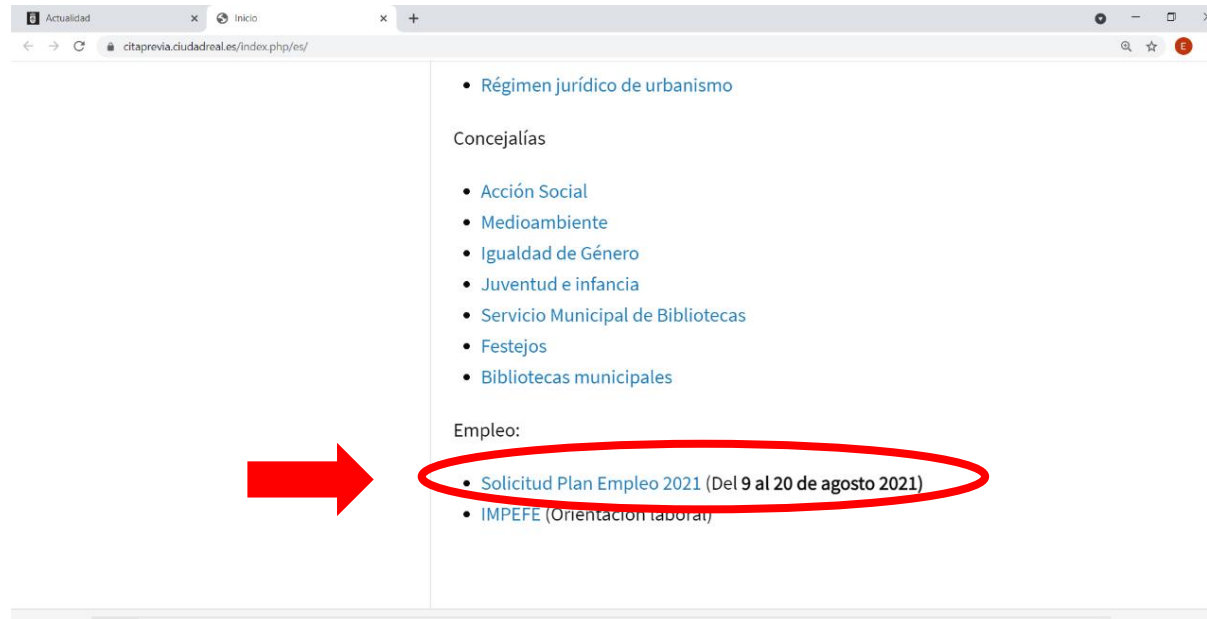 Actualidad
Inicio
citaprevia.ciudadreal.es/index.php/es/
E
Régimen jurídico de urbanismo
Concejalías
Acción Social
Medioambiente
Igualdad de Género
Juventud e infancia
Servicio Municipal de Bibliotecas
Festejos
Bibliotecas municipales
Empleo:
Solicitud Plan Empleo 2021 (Del 9 al 20 de agosto 2021)
IMPEFE (Orientación laboral)